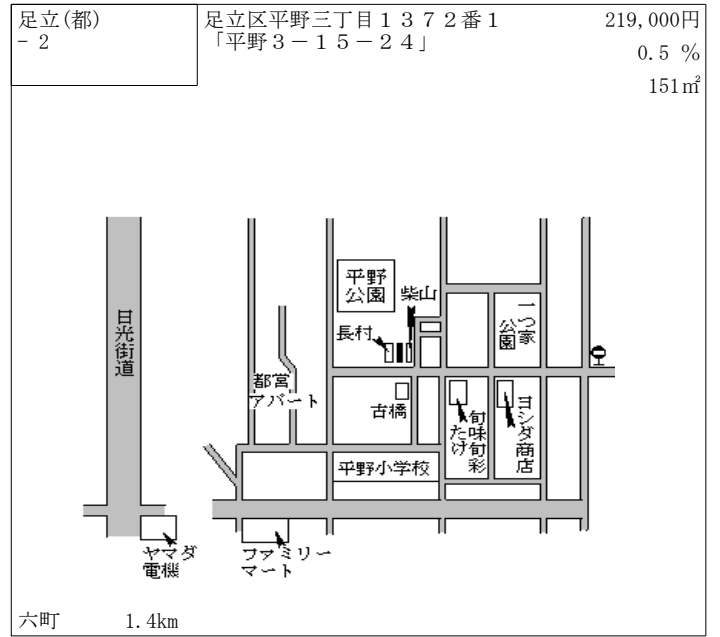 足立(都)
- 2
足立区平野三丁目１３７２番１
「平野３－１５－２４」
219,000円
0.5 %
151㎡
平野
公園
柴山
長村
一つ家
公園
日光街道
都営
アパート
古橋
旬味旬彩
たけ
ヨシダ商店
平野小学校
ヤマダ
電機
ファミリー
マート
六町
1.4km